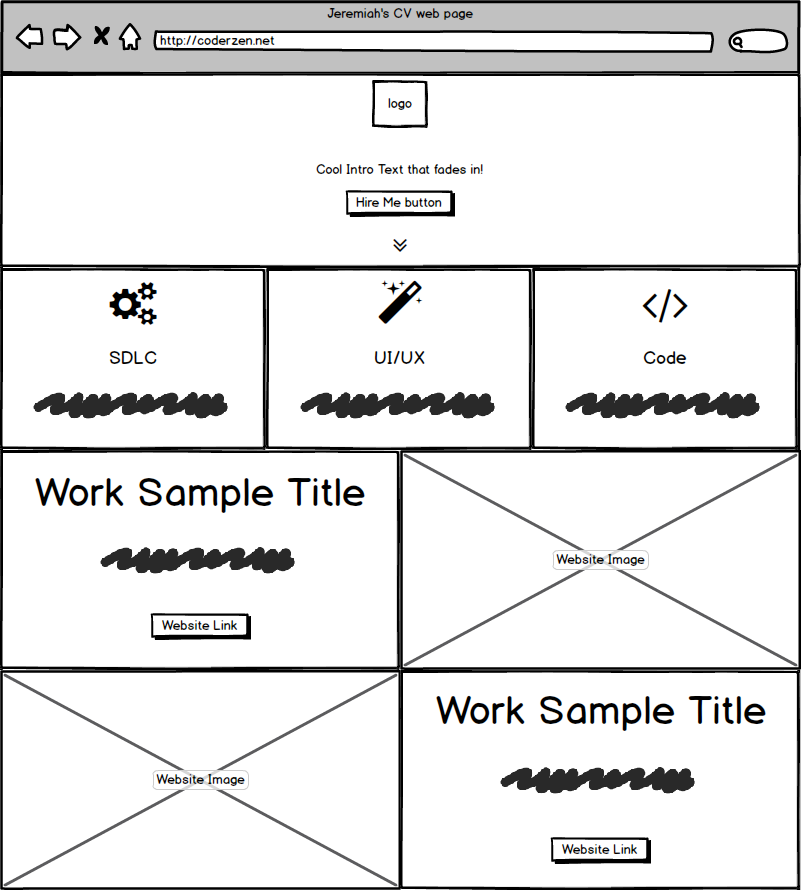 Jeremiah's CV web page
http://coderzen.net
logo
Cool Intro Text that fades in!
Hire Me button
SDLC
UI/UX
</>
Code
Work Sample Title
Website Link
Website Image
Website Image
Work Sample Title
Website Link